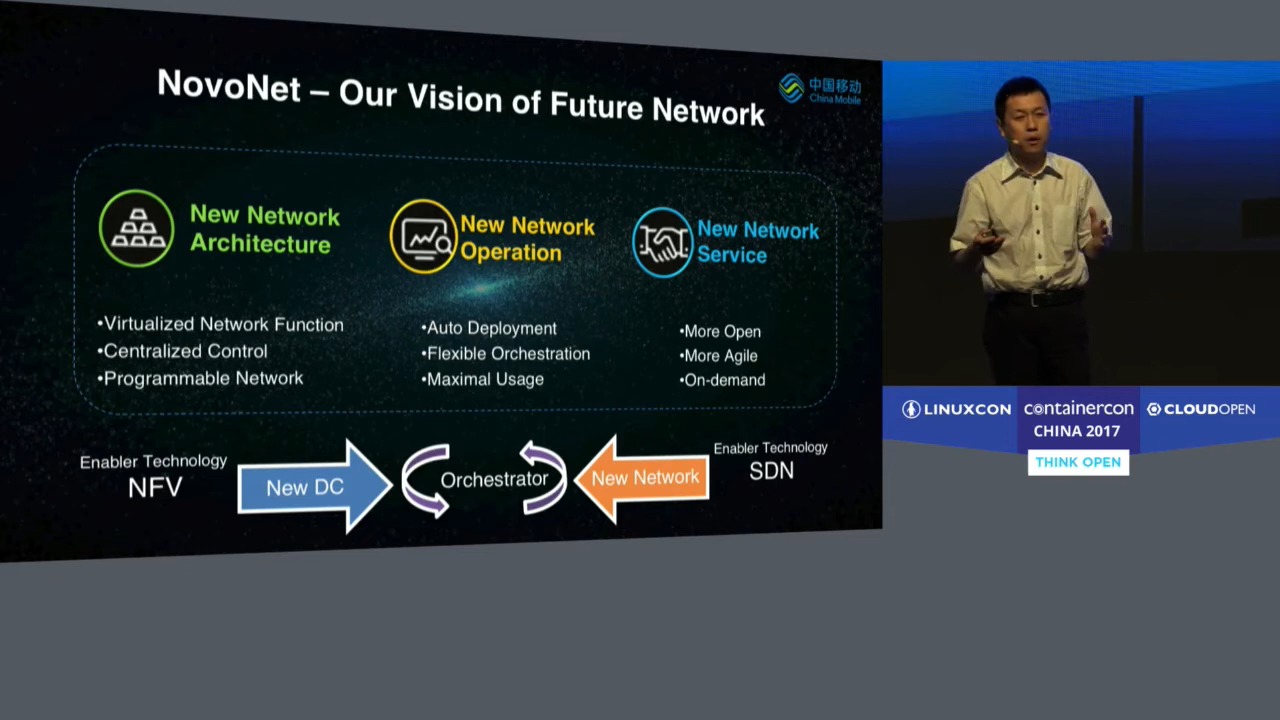 NovoNet – Our Vision of Future Network
中国移动
China Mobile
New Network
Architecture
•Virtualized Network Function
•Centralized Control
•Programmable Network
New Network
Operation
•Auto Deployment
•Flexible Orchestration
•Maximal Usage
New Network
Service
•More Open
•More Agile
•On-demand
Enabler Technology
NFV
New DC
Orchestrator
New Network
Enabler Technology
SDN
LINUXCON
containercon
CLOUDOPEN
CHINA 2017
THINK OPEN